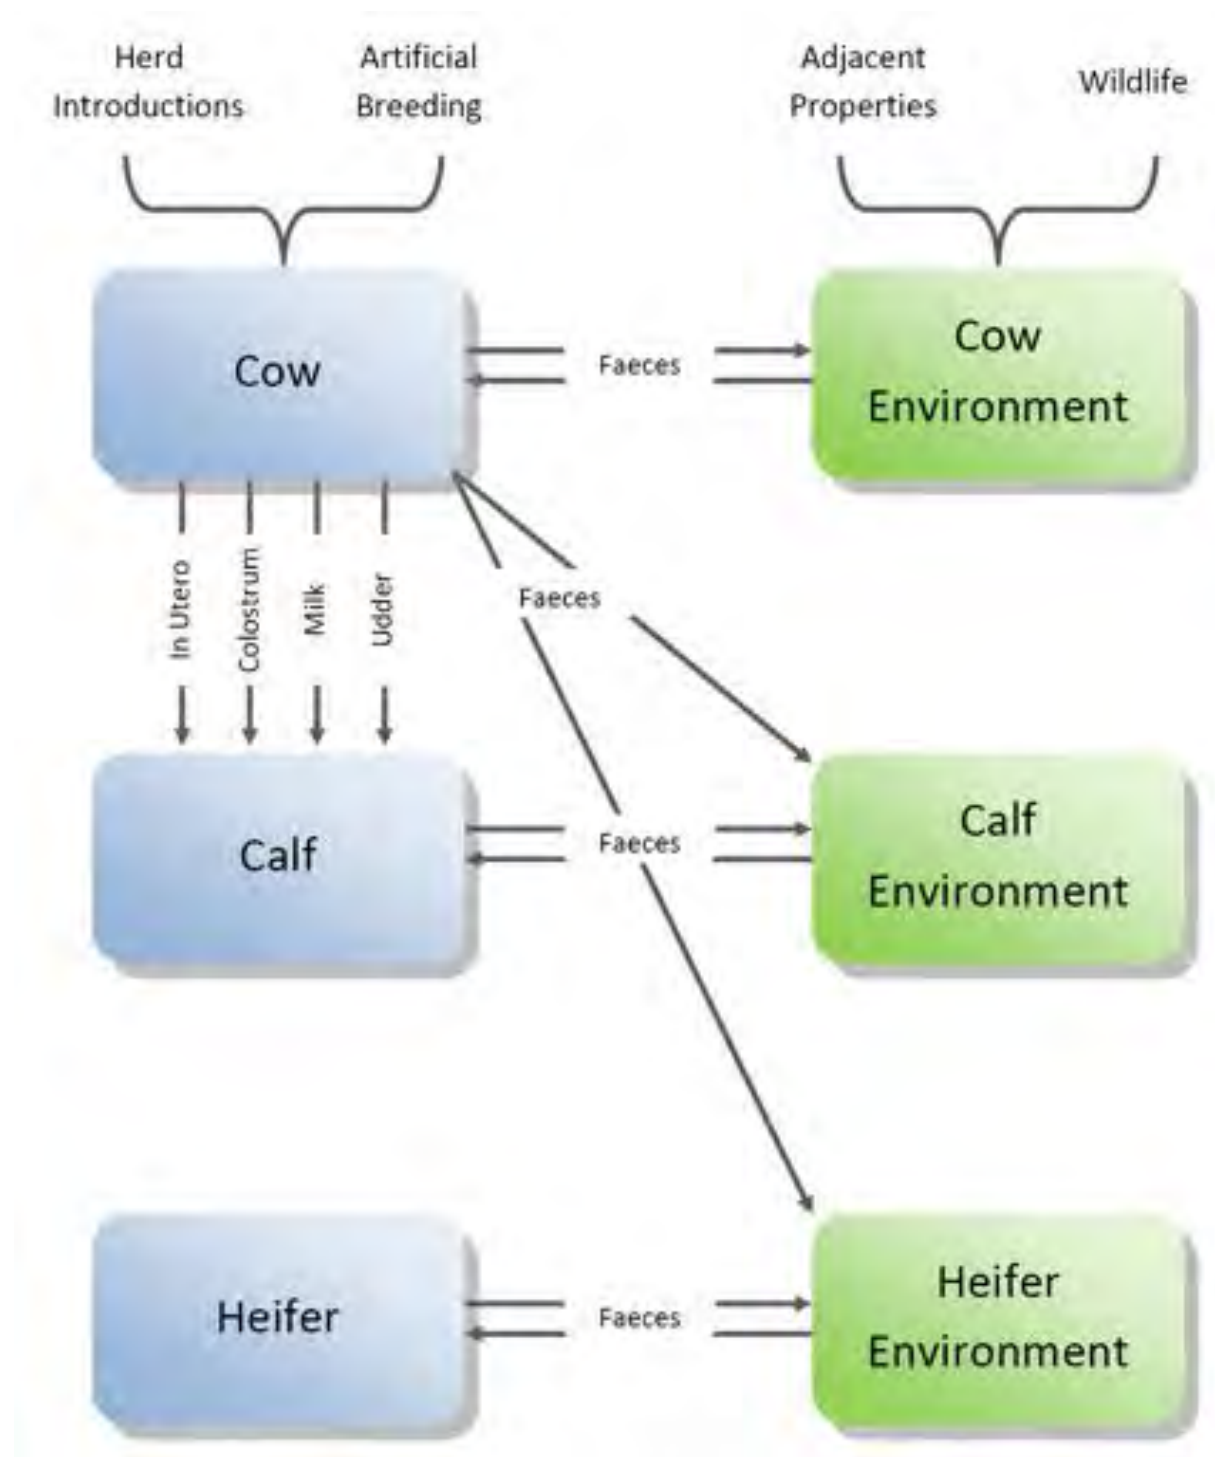 Herd
Introductions
Artificial
Breeding
Adjacent
Properties
Wildlife
Cow
Faeces
Cow
Environment
In Utero
Colostrum
Milk
Udder
Faeces
Calf
Faeces
Calf
Environment
Heifer
Faeces
Heifer
Environment